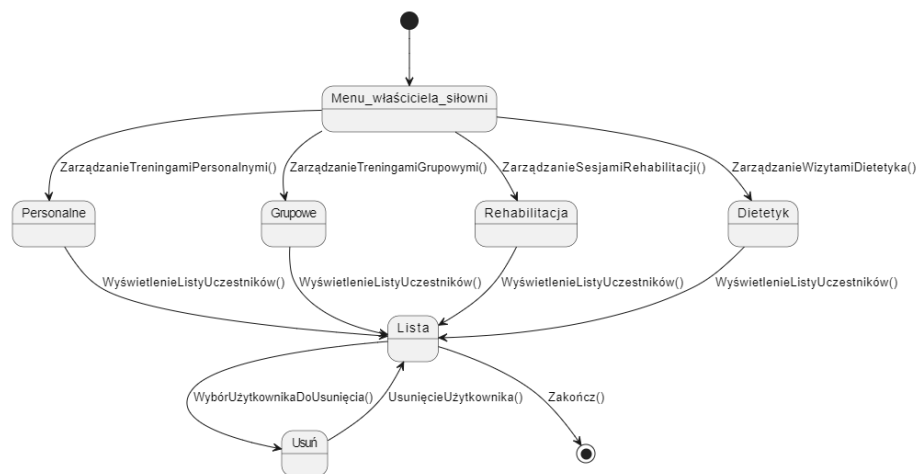 Menu_właściciela_siłowni
ZarządzanieTreningamiPersonalnymi()
ZarządzanieTreningamiGrupowymi()
ZarządzanieSesjamiRehabilitacji()
ZarządzanieWizytamiDietetyka()
Personalne
Grupowe
Rehabilitacja
Dietetyk
WyświetlenieListyUczestników()
WyświetlenieListyUczestników()
WyświetlenieListyUczestników()
WyświetlenieListyUczestników()
Lista
WybórUżytkownikaDoUsunięcia()
UsunięcieUżytkownika()
Zakończ()
Usuń